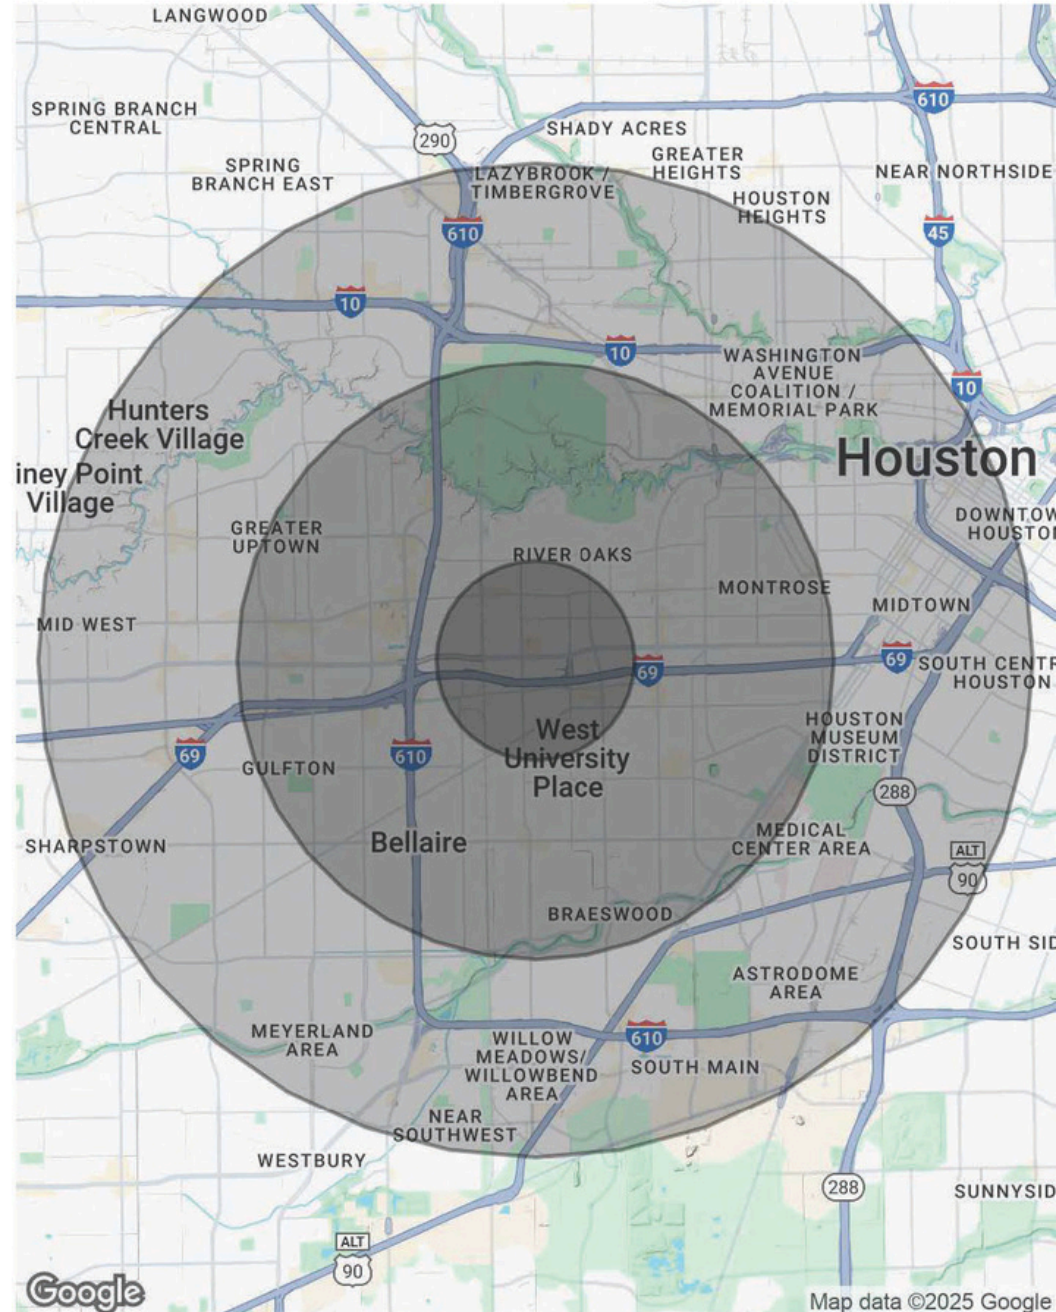 LANGWOOD
SPRING BRANCH
CENTRAL
290
SHADY ACRES
610
SPRING
BRANCH EAST
LAZYBROOK /
TIMBERGROVE
GREATER
HEIGHTS
NEAR NORTHSIDE
HOUSTON
HEIGHTS
610
45
10
10
WASHINGTON
AVENUE
COALITION /
MEMORIAL PARK
10
Hunters
Creek Village
Houston
iney Point
Village
GREATER
UPTOWN
DOWNTOW
HOUSTON
RIVER OAKS
MONTROSE
MIDTOWN
MID WEST
69
69
SOUTH CENTR
HOUSTON
69
GULFTON
610
West
University
Place
HOUSTON
MUSEUM
DISTRICT
288
SHARPSTOWN
Bellaire
MEDICAL
CENTER AREA
ALT
90
BRAESWOOD
SOUTH SID
ASTRODOME
AREA
MEYERLAND
AREA
WILLOW
MEADOWS/
WILLOWBEND
AREA
610
SOUTH MAIN
NEAR
SOUTHWEST
WESTBURY
288
SUNNYSID
ALT
90
Google
Map data ©2025 Google